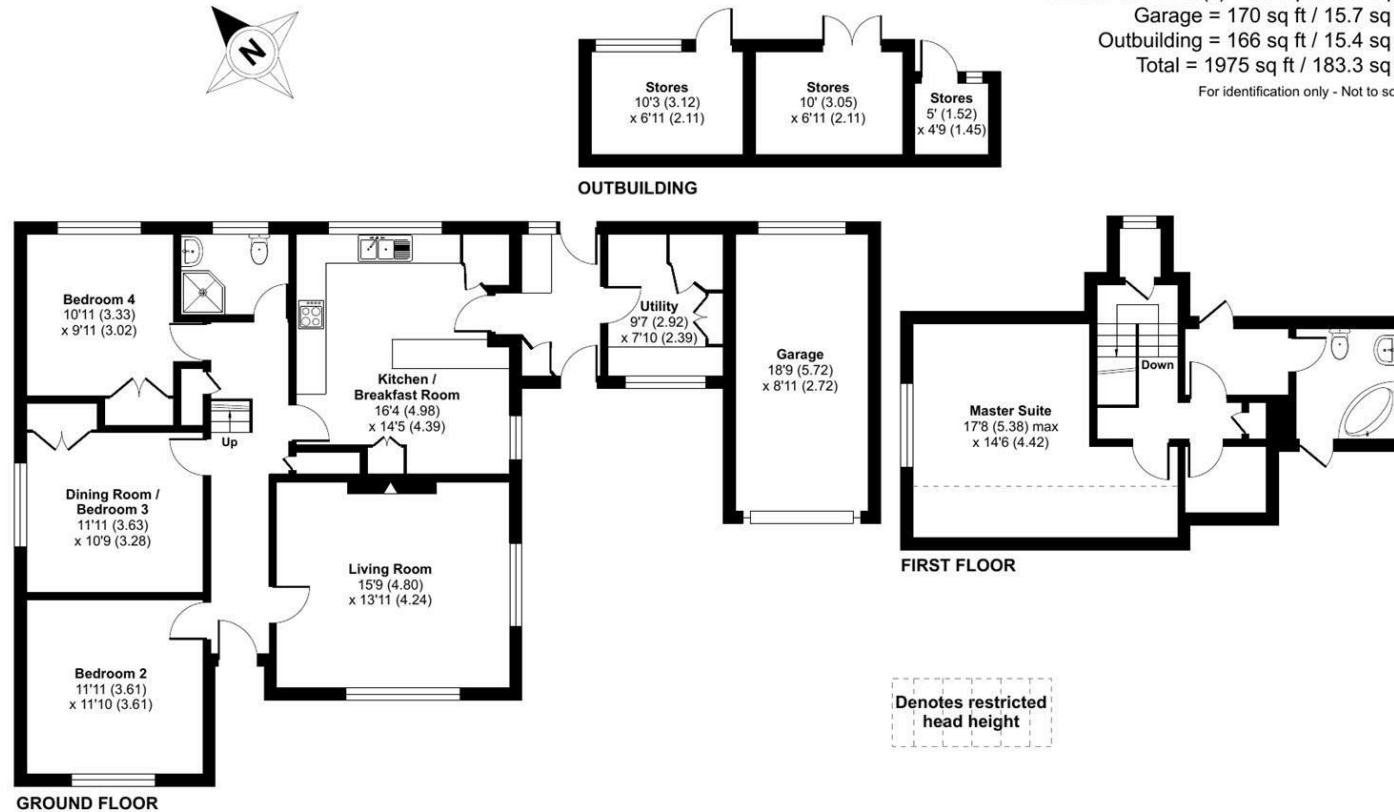 Garage = 170 sq ft / 15.7 sq
Outbuilding = 166 sq ft / 15.4 sq
Total = 1975 sq ft / 183.3 sq
For identification only - Not to sc
N
Stores
10'3 (3.12)
x 6'11 (2.11)
Stores
10' (3.05)
x 6'11 (2.11)
Stores
5' (1.52)
x 4'9 (1.45)
OUTBUILDING
Bedroom 4
10'11 (3.33)
x 9'11 (3.02)
Kitchen /
Breakfast Room
16'4 (4.98)
x 14'5 (4.39)
Utility
9'7 (2.92)
x 7'10 (2.39)
Garage
18'9 (5.72)
x 8'11 (2.72)
Up
Dining Room /
Bedroom 3
11'11 (3.63)
x 10'9 (3.28)
Living Room
15'9 (4.80)
x 13'11 (4.24)
Bedroom 2
11'11 (3.61)
x 11'10 (3.61)
GROUND FLOOR
Down
Master Suite
17'8 (5.38) max
x 14'6 (4.42)
FIRST FLOOR
Denotes restricted
head height